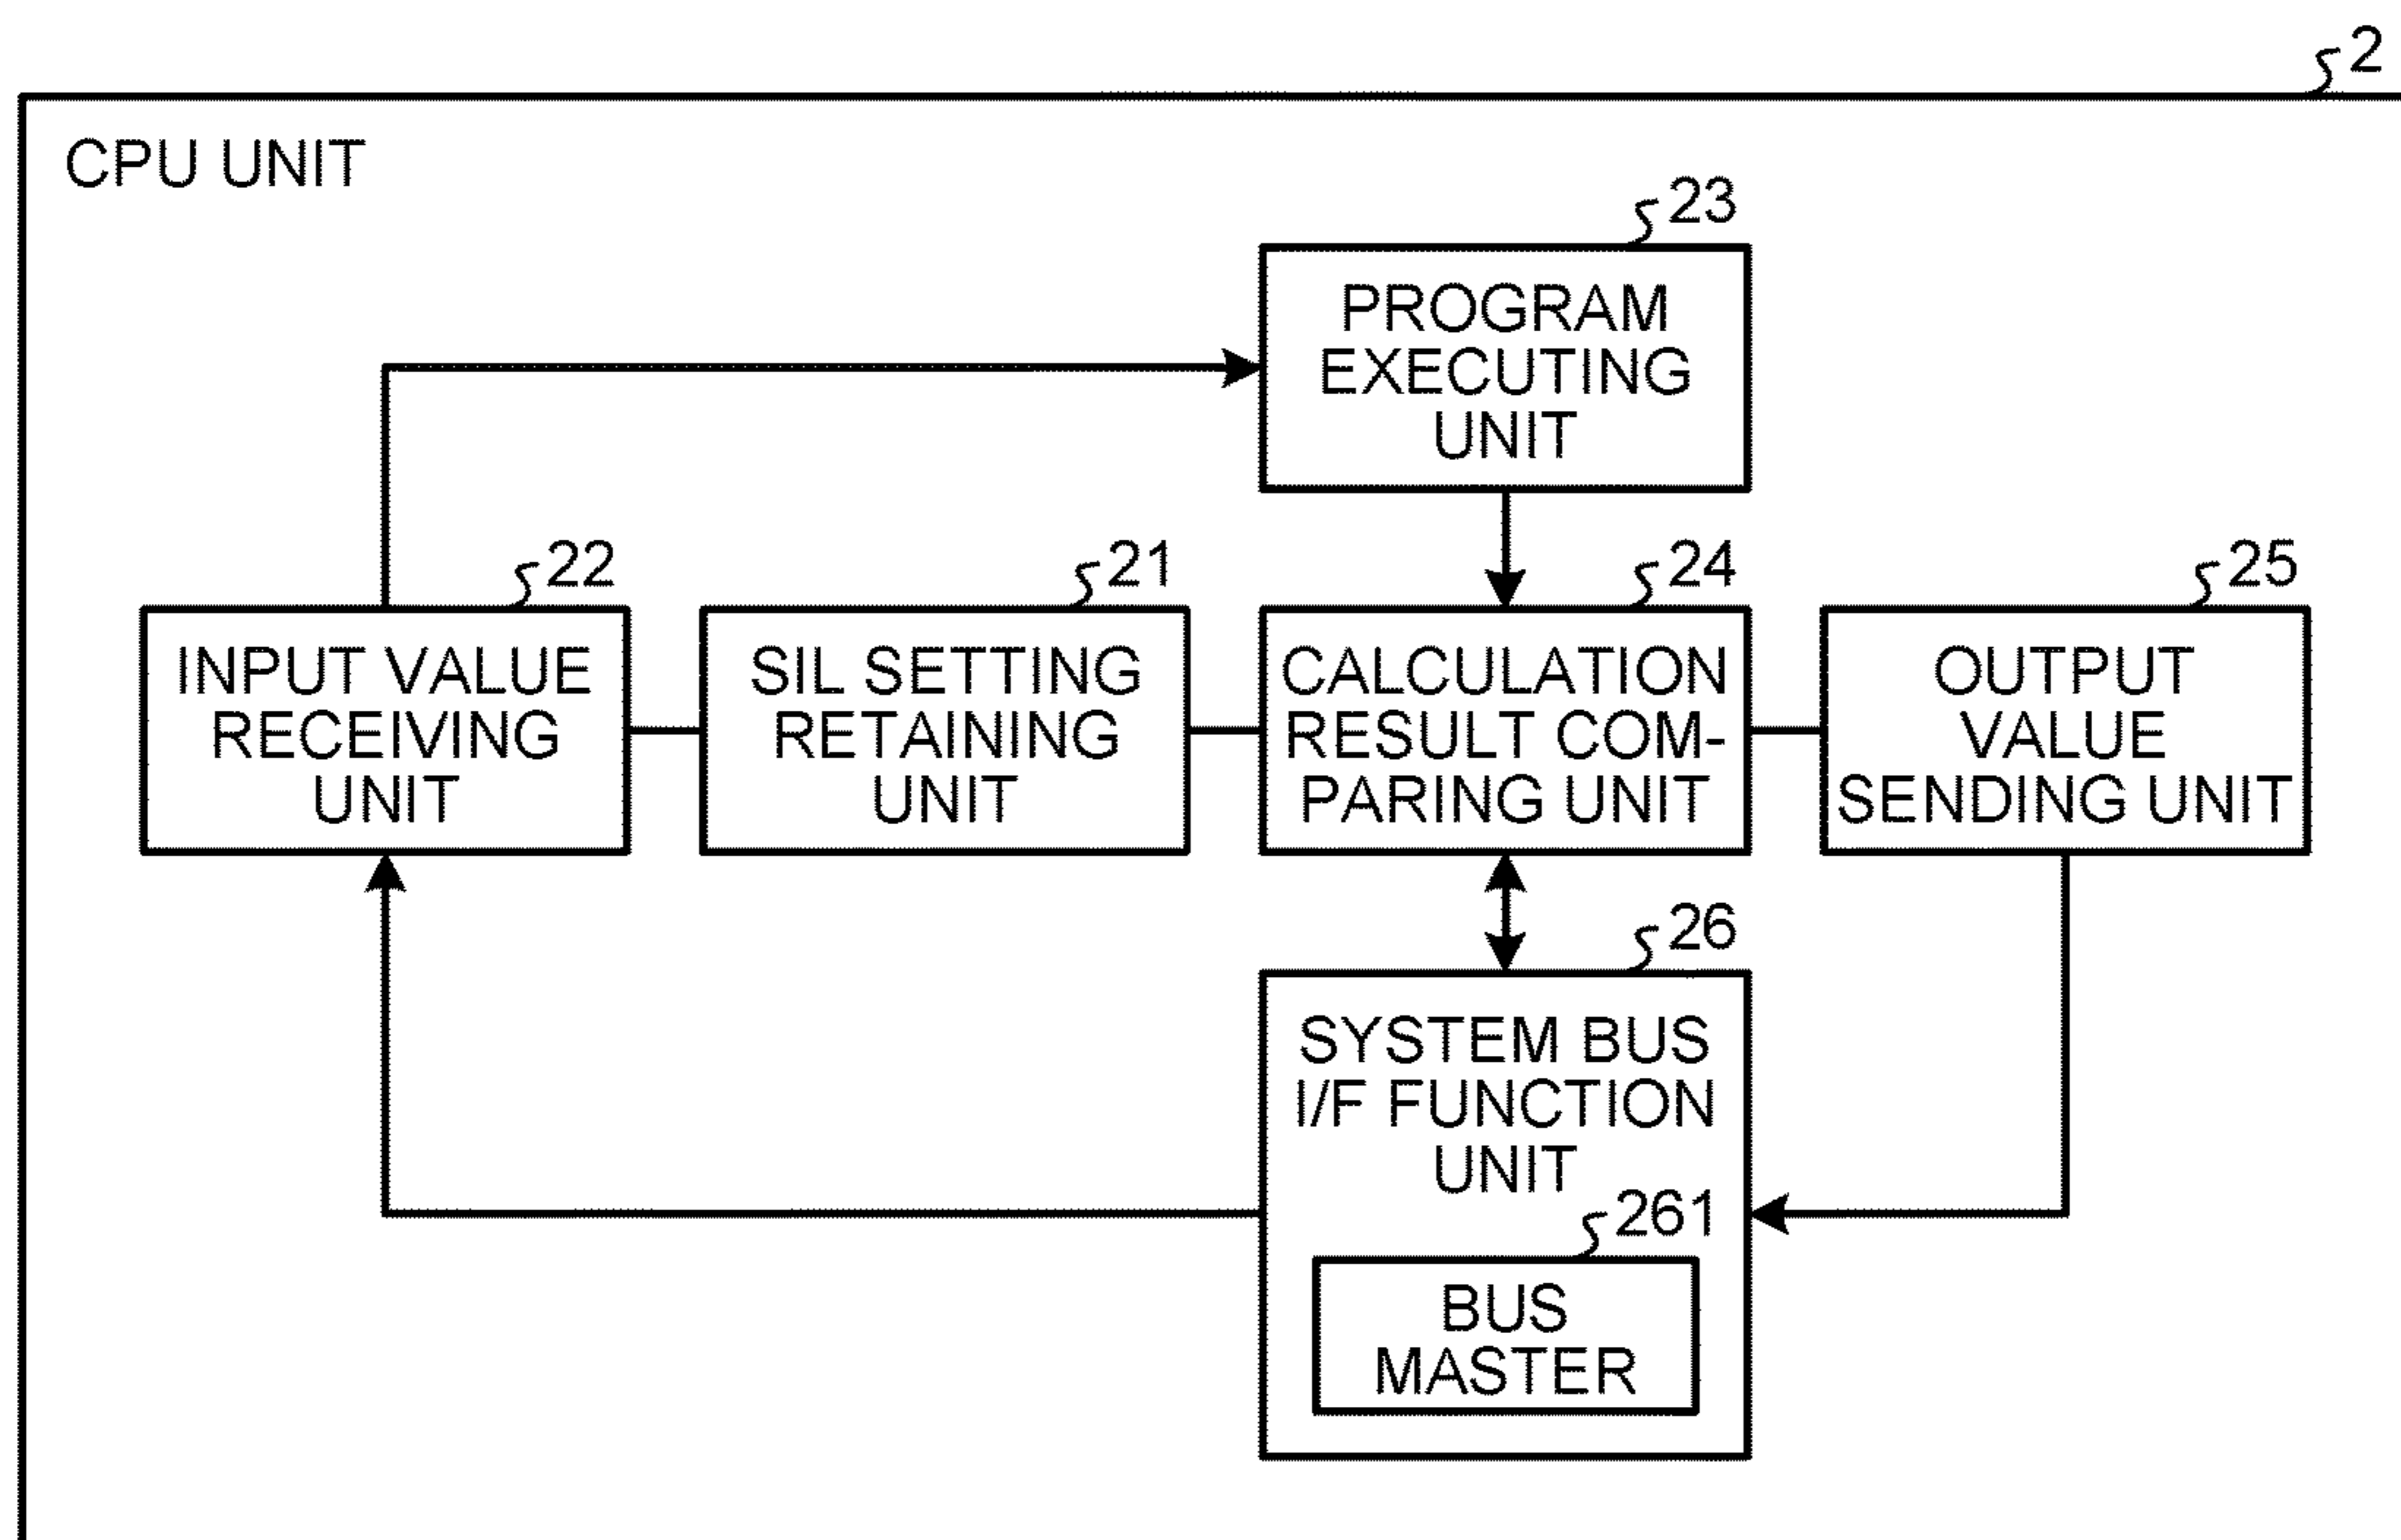 2
CPU UNIT
23
PROGRAM
EXECUTING
UNIT
22
INPUT VALUE
RECEIVING
UNIT
21
SIL SETTING
RETAINING
UNIT
24
CALCULATION
RESULT COM-
PARING UNIT
25
OUTPUT
VALUE
SENDING UNIT
26
SYSTEM BUS
I/F FUNCTION
UNIT
261
BUS
MASTER